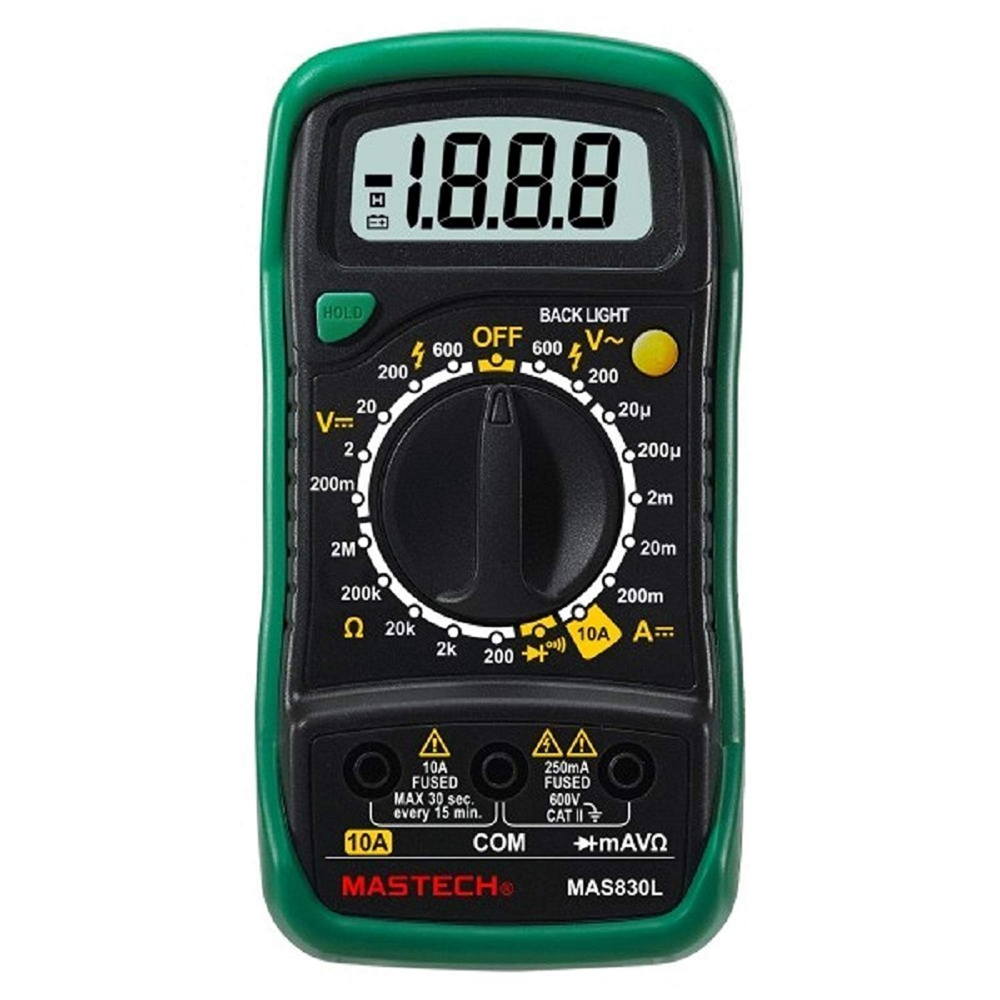 -1.8.8.8
H
HOLD
BACK LIGHT
OFF
600
600
V~
200
200
20
20µ
V⎓
2
200µ
200m
2m
2M
20m
200k
200m
Ω
20k
2k
200
10A
A⎓
10A
FUSED
MAX 30 sec.
every 15 min.
250mA
FUSED
600V
CAT II
10A
COM
mAVΩ
MASTECH®
MAS830L